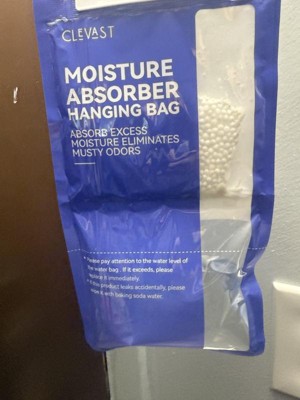 CLEVAST
MOISTURE
ABSORBER
HANGING BAG
ABSORB EXCESS
MOISTURE ELIMINATES
MUSTY ODORS
Please pay attention to the water level of
the water bag . If it exceeds, please
replace it immediately.
If the product leaks accidentally, please
wipe it with baking soda water.